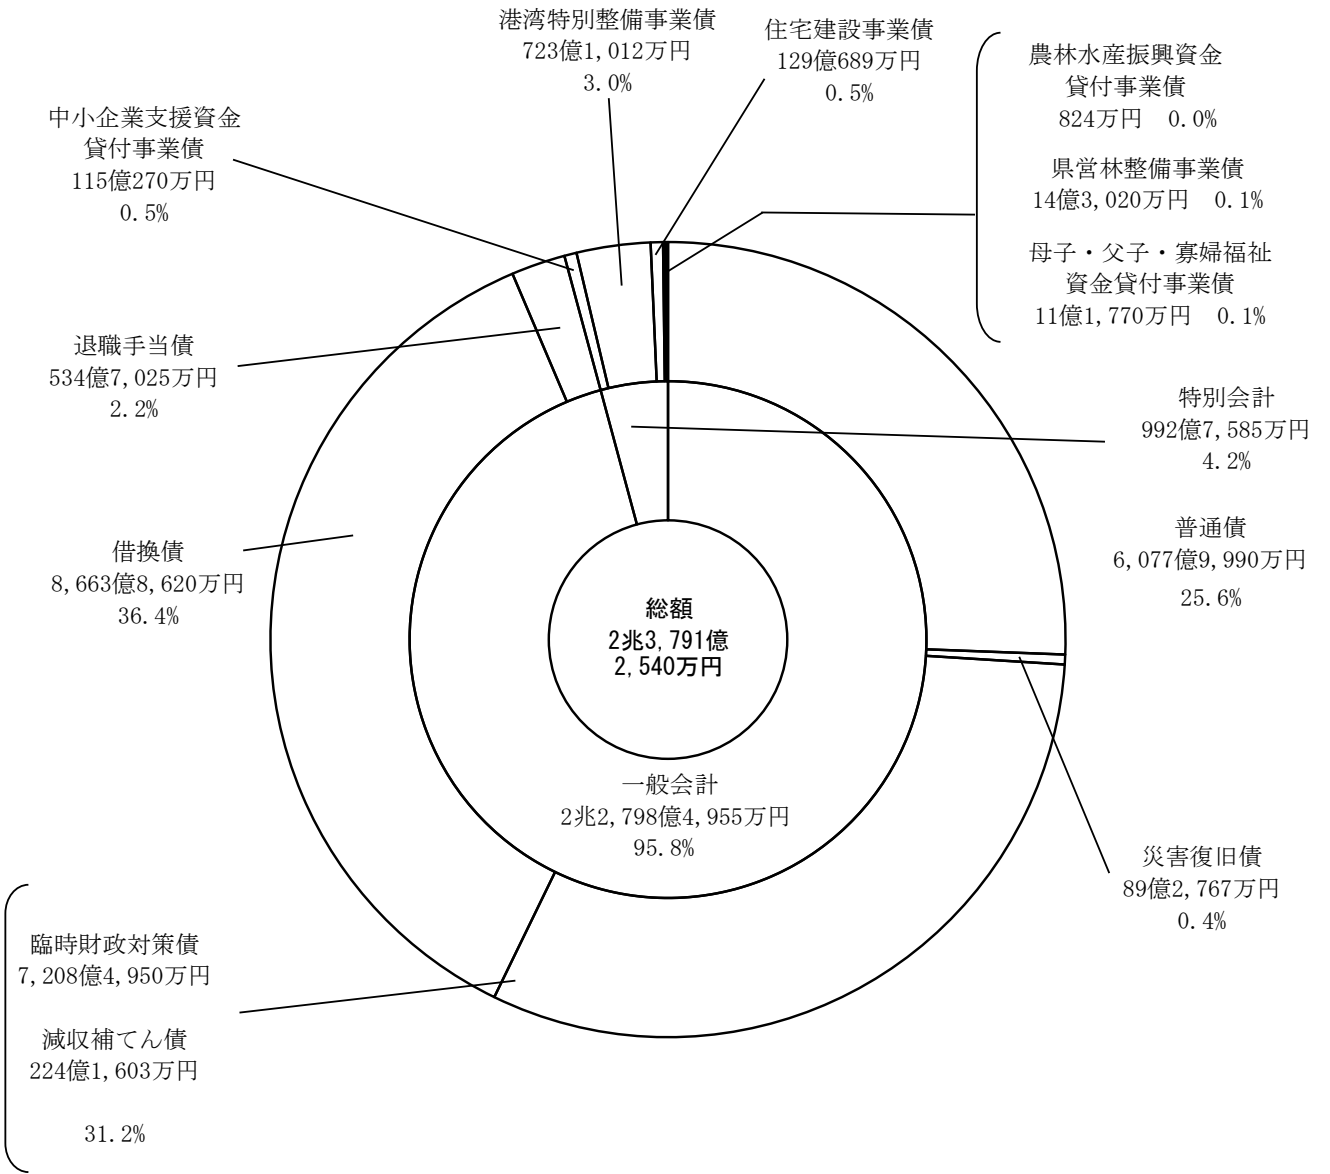 港湾特別整備事業債
723億1,012万円
3.0%
住宅建設事業債
129億689万円
0.5%
農林水産振興資金
貸付事業債
824万円　0.0%
県営林整備事業債
14億3,020万円　0.1%
母子・父子・寡婦福祉
資金貸付事業債
11億1,770万円　0.1%
中小企業支援資金
貸付事業債
115億270万円
0.5%
退職手当債
534億7,025万円
2.2%
特別会計
992億7,585万円
4.2%
普通債
6,077億9,990万円
25.6%
借換債
8,663億8,620万円
36.4%
総額
2兆3,791億
2,540万円
一般会計
2兆2,798億4,955万円
95.8%
災害復旧債
89億2,767万円
0.4%
臨時財政対策債
7,208億4,950万円
減収補てん債
224億1,603万円
31.2%